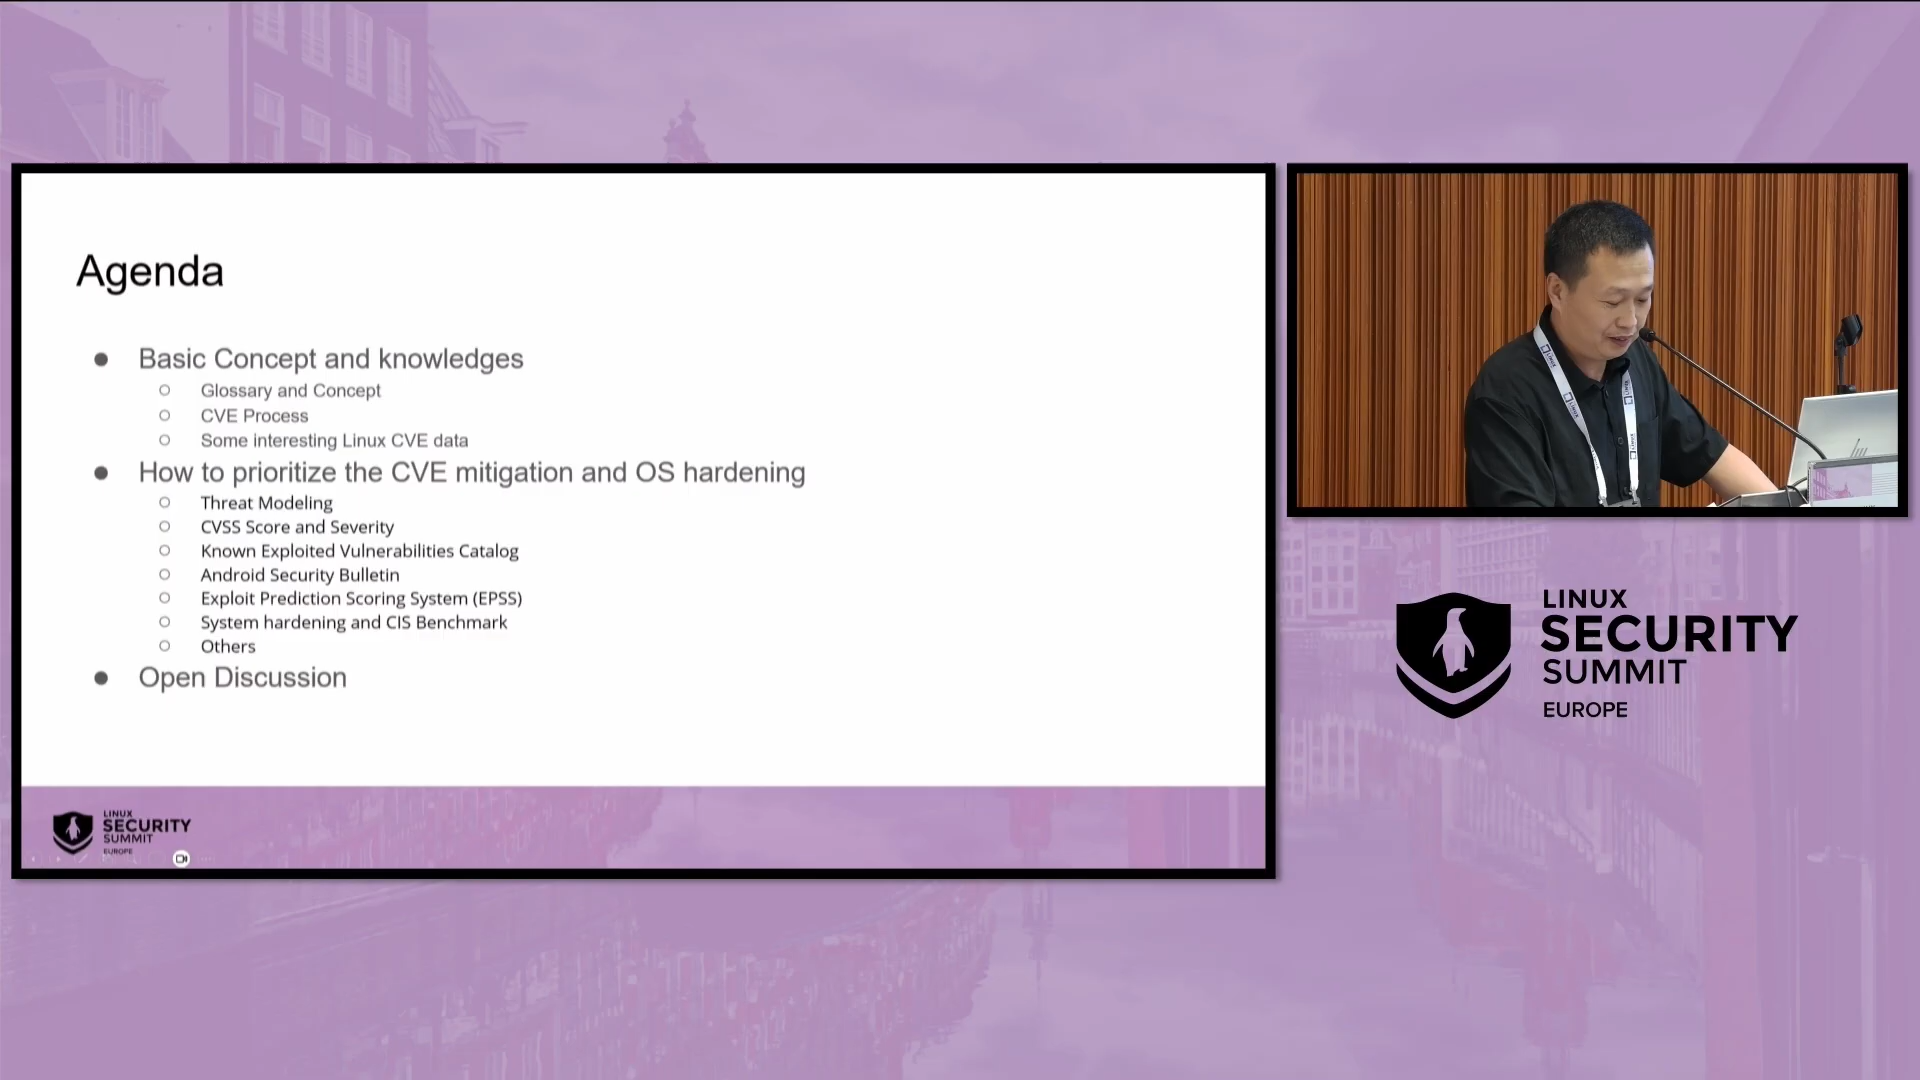 Agenda
● Basic Concept and knowledges
○ Glossary and Concept
○ CVE Process
○ Some interesting Linux CVE data
● How to prioritize the CVE mitigation and OS hardening
○ Threat Modeling
○ CVSS Score and Severity
○ Known Exploited Vulnerabilities Catalog
○ Android Security Bulletin
○ Exploit Prediction Scoring System (EPSS)
○ System hardening and CIS Benchmark
○ Others
● Open Discussion
LINUX
SECURITY
SUMMIT
EUROPE
LINUX
SECURITY
SUMMIT
EUROPE